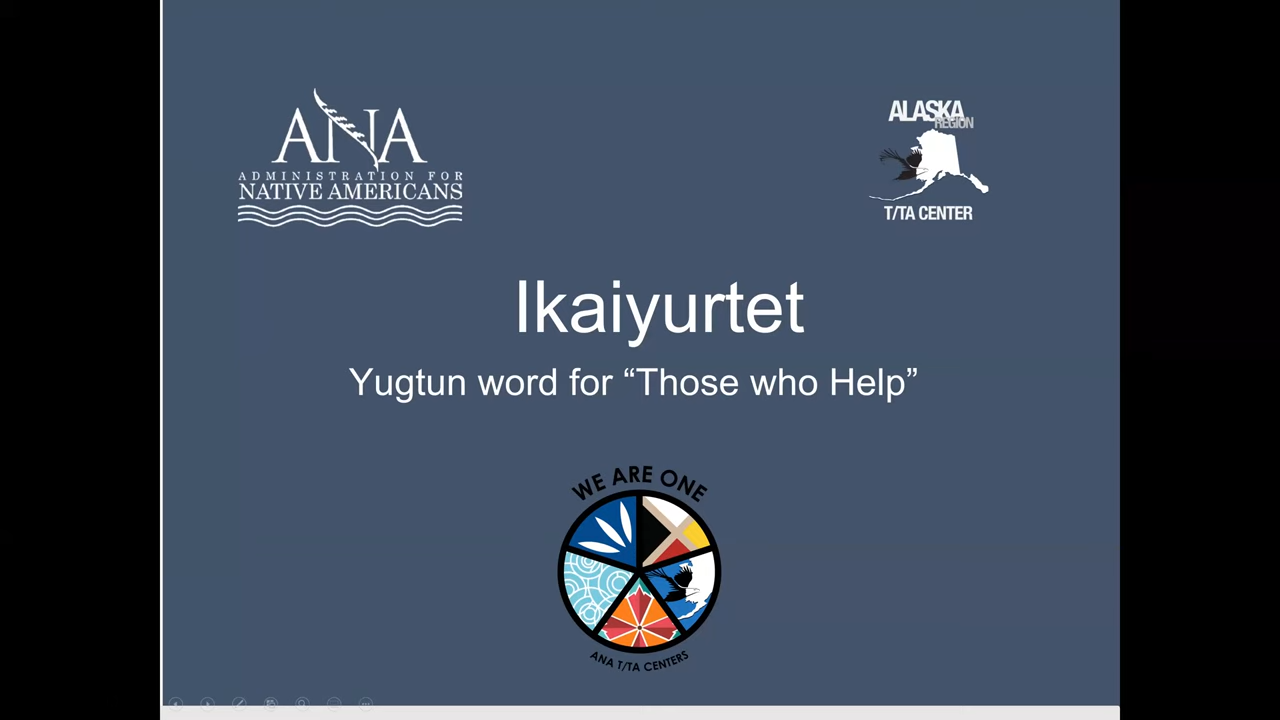 ANA
ADMINISTRATION FOR
NATIVE AMERICANS
ALASKA
REGION
T/TA CENTER
Ikaiyurtet
Yugtun word for “Those who Help”
WE ARE ONE
ANA T/TA CENTERS